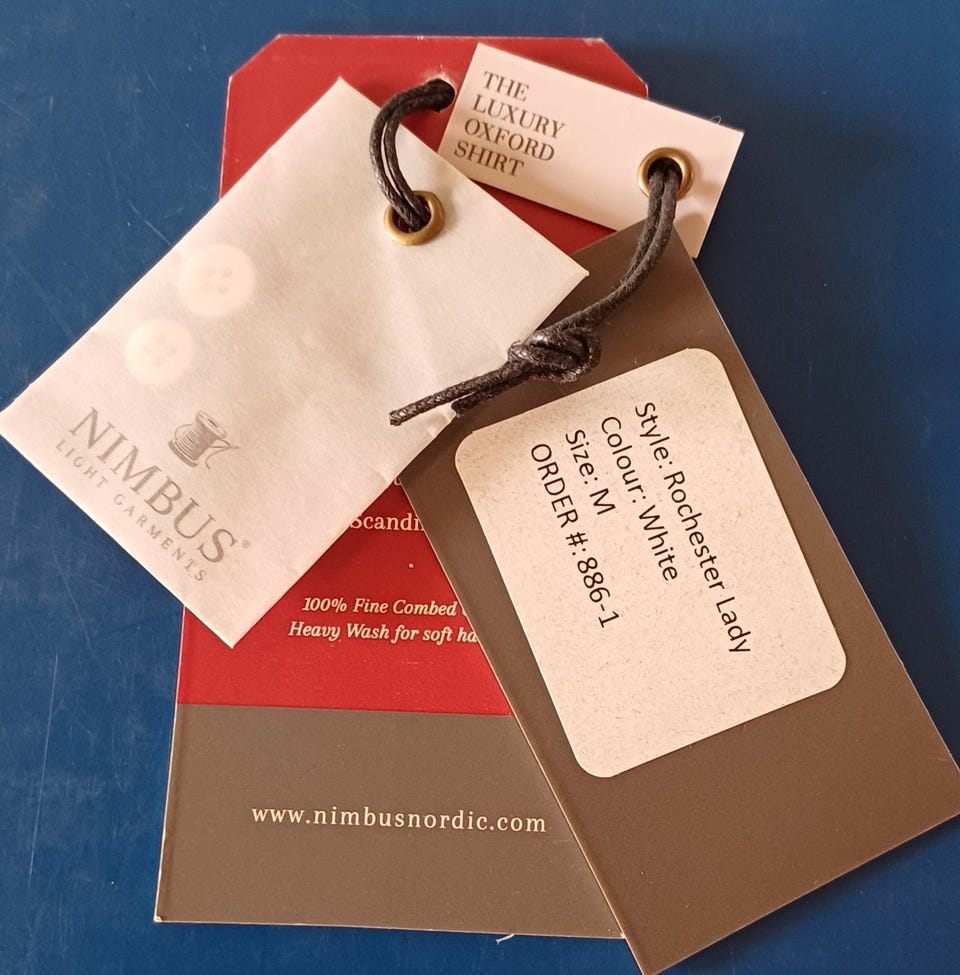 THE
LUXURY
OXFORD
SHIRT
NIMBUS®
LIGHT GARMENTS
Style: Rochester Lady
Colour: White
Size: M
ORDER #:886-1
100% Fine Combed
Heavy Wash for soft
www.nimbusnordic.com